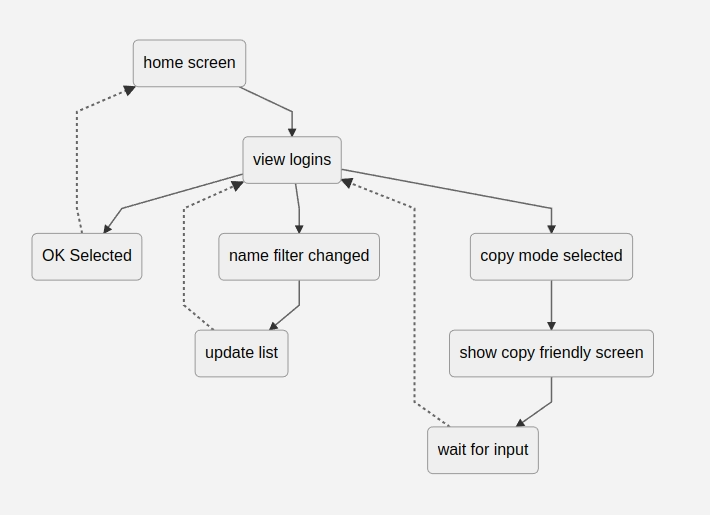 home screen
view logins
OK Selected
name filter changed
copy mode selected
update list
show copy friendly screen
wait for input